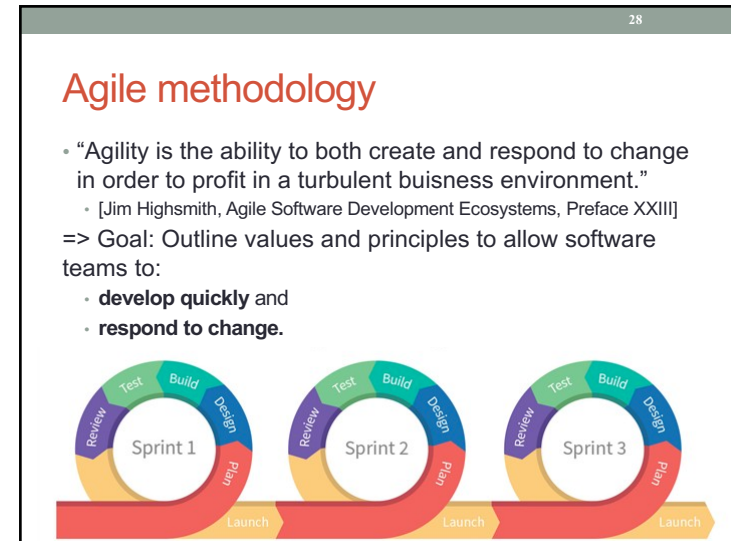 28
Agile methodology
• “Agility is the ability to both create and respond to change
in order to profit in a turbulent buisness environment.”
• [Jim Highsmith, Agile Software Development Ecosystems, Preface XXIII]
=> Goal: Outline values and principles to allow software
teams to:
• develop quickly and
• respond to change.
Sprint 1
Plan
Design
Build
Test
Review
Launch
Sprint 2
Plan
Design
Build
Test
Review
Launch
Sprint 3
Plan
Design
Build
Test
Review
Launch